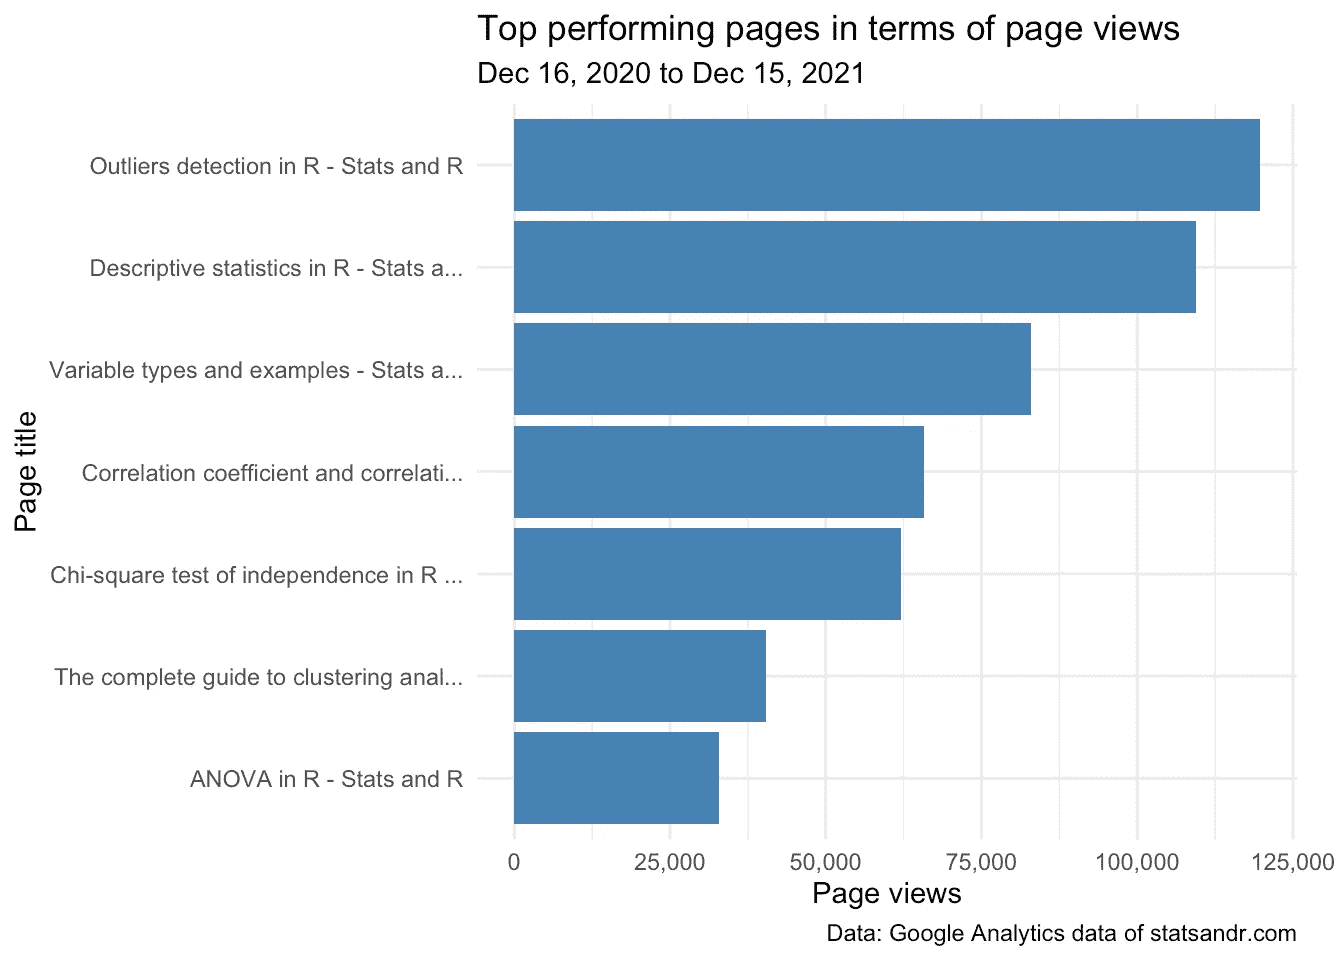 Top performing pages in terms of page views
Dec 16, 2020 to Dec 15, 2021
Outliers detection in R - Stats and R
Descriptive statistics in R - Stats a...
Variable types and examples - Stats a...
Correlation coefficient and correlati...
Chi-square test of independence in R ...
The complete guide to clustering anal...
ANOVA in R - Stats and R
Page title
0 25,000 50,000 75,000 100,000 125,000
Page views
Data: Google Analytics data of statsandr.com